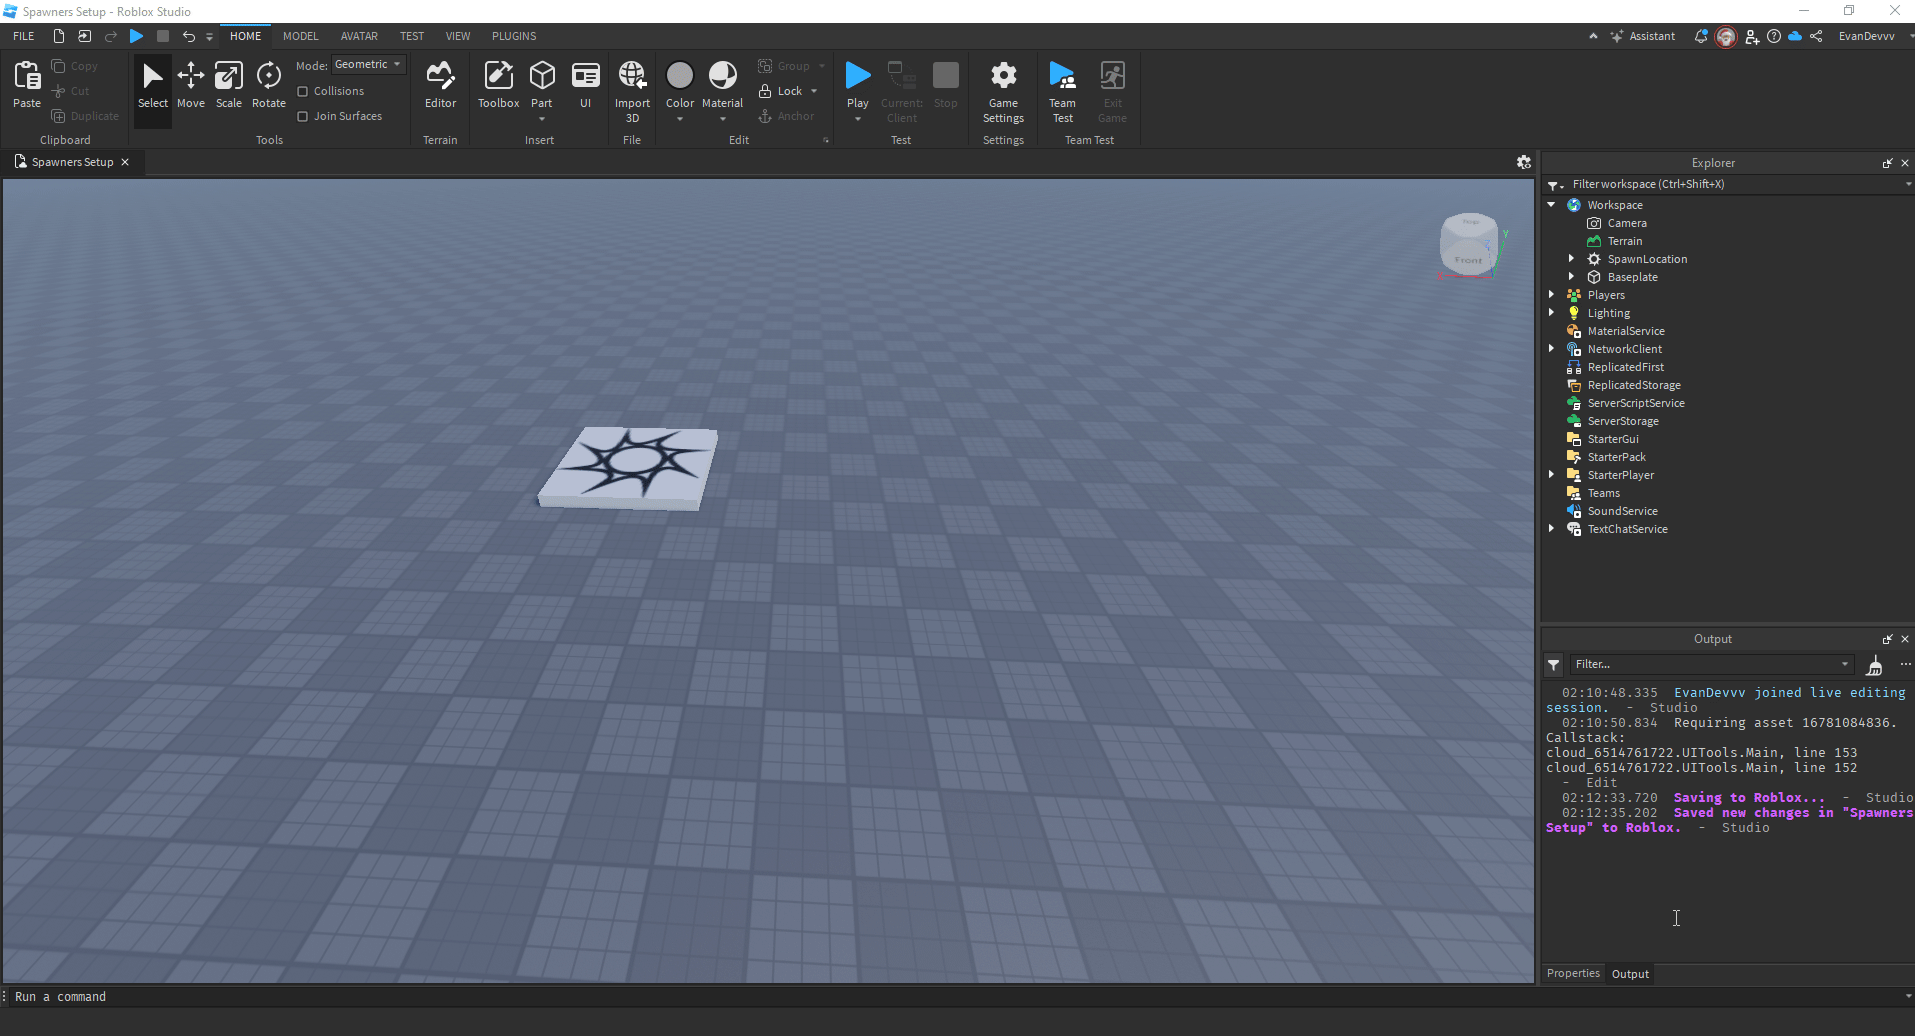 Spawners Setup - Roblox Studio
FILE
HOME
MODEL
AVATAR
TEST
VIEW
PLUGINS
Assistant
EvanDevvv
Paste
Copy
Cut
Duplicate
Clipboard
Select
Move
Scale
Rotate
Mode: Geometric
Collisions
Join Surfaces
Tools
Editor
Terrain
Toolbox
Part
UI
Insert
Import
3D
File
Color
Material
Group
Lock
Anchor
Edit
Play
Current:
Client
Stop
Test
Game
Settings
Settings
Team
Test
Exit
Game
Team Test
Spawners Setup
Front
y
Explorer
Filter workspace (Ctrl+Shift+X)
Workspace
Camera
Terrain
SpawnLocation
Baseplate
Players
Lighting
MaterialService
NetworkClient
ReplicatedFirst
ReplicatedStorage
ServerScriptService
ServerStorage
StarterGui
StarterPack
StarterPlayer
Teams
SoundService
TextChatService
Output
Filter...
02:10:48.335 EvanDevvv joined live editing
session. - Studio
02:10:50.834 Requiring asset 16781084836.
Callstack:
cloud_6514761722.UITools.Main, line 153
cloud_6514761722.UITools.Main, line 152
- Edit
02:12:33.720 Saving to Roblox... - Studio
02:12:35.202 Saved new changes in "Spawners
Setup" to Roblox. - Studio
Properties
Output
Run a command